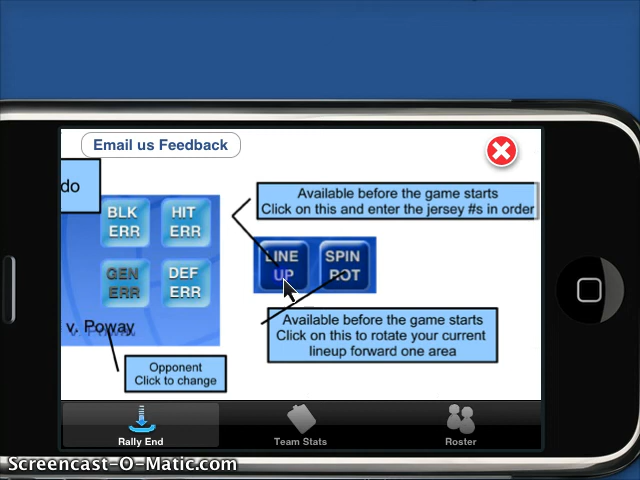 Email us Feedback
do
Available before the game starts
Click on this and enter the jersey #s in order
BLK ERR
HIT ERR
LINE UP
SPIN ROT
GEN ERR
DEF ERR
v. Poway
Available before the game starts
Click on this to rotate your current
lineup forward one area
Opponent
Click to change
Rally End
Team Stats
Roster
Screencast-O-Matic.com